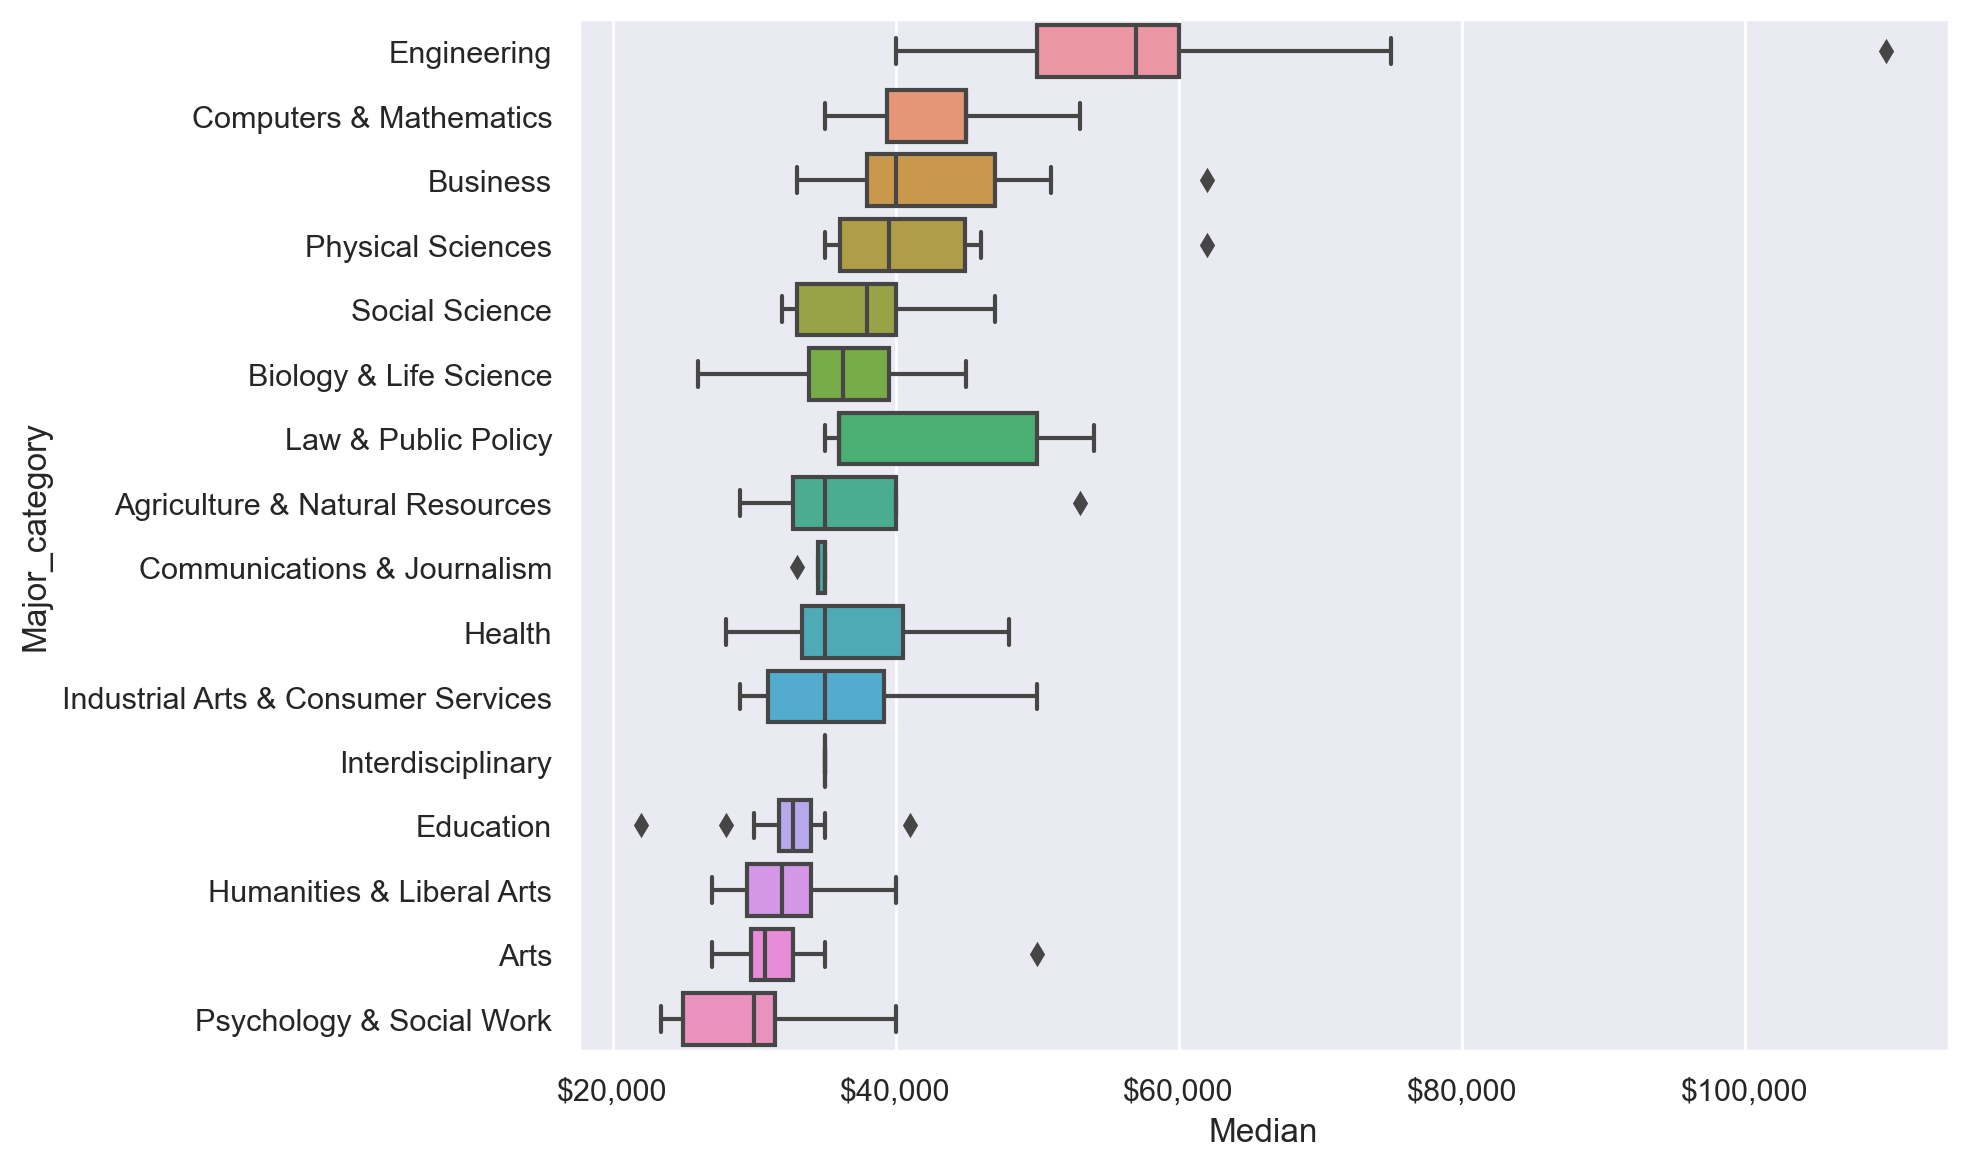 Engineering
Computers & Mathematics
Business
Physical Sciences
Social Science
Biology & Life Science
Law & Public Policy
Agriculture & Natural Resources
Communications & Journalism
Health
Industrial Arts & Consumer Services
Interdisciplinary
Education
Humanities & Liberal Arts
Arts
Psychology & Social Work
Major_category
$20,000 $40,000 $60,000 $80,000 $100,000
Median